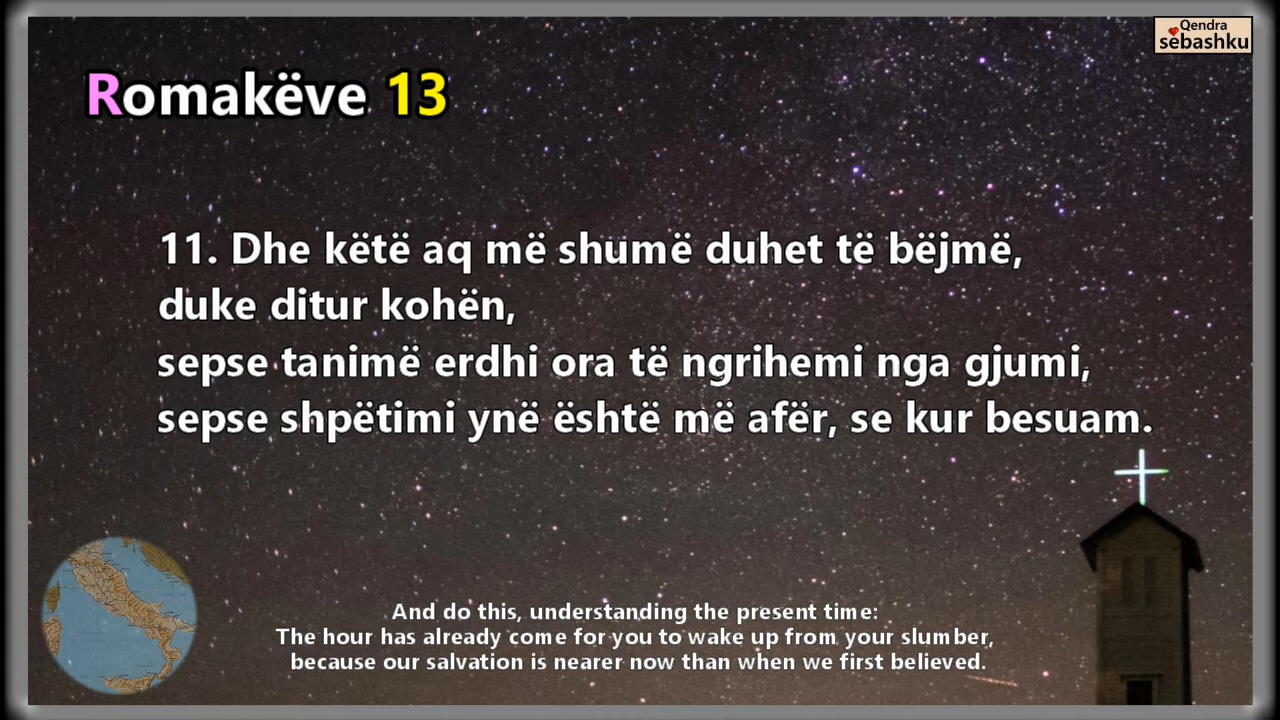 Qendra
sëbashku
Romakëve 13
11. Dhe këtë aq më shumë duhet të bëjmë,
duke ditur kohën,
sepse tanimë erdhi ora të ngrihemi nga gjumi,
sepse shpëtimi ynë është më afër, se kur besuam.
And do this, understanding the present time:
The hour has already come for you to wake up from your slumber,
because our salvation is nearer now than when we first believed.